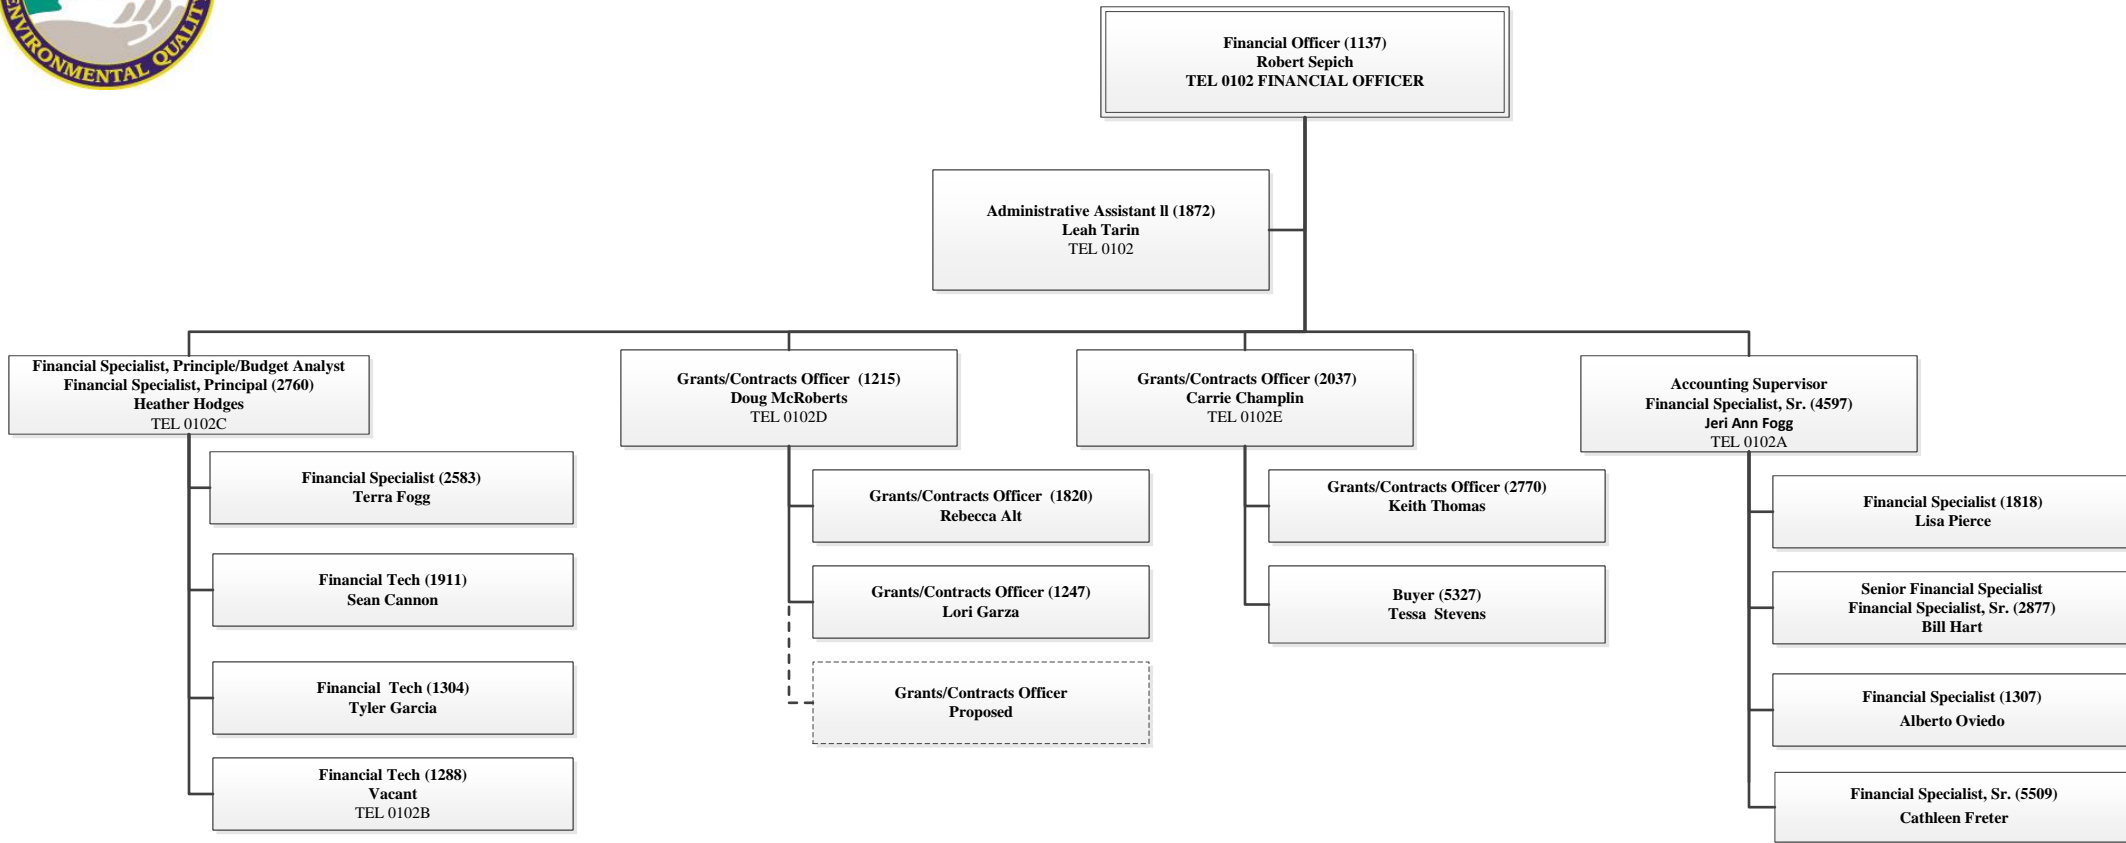 ENVIRONMENTAL QUALITY
Financial Officer (1137)
Robert Sepich
TEL 0102 FINANCIAL OFFICER
Administrative Assistant ll (1872)
Leah Tarin
TEL 0102
Financial Specialist, Principle/Budget Analyst
Financial Specialist, Principal (2760)
Heather Hodges
TEL 0102C
Financial Specialist (2583)
Terra Fogg
Financial Tech (1911)
Sean Cannon
Financial Tech (1304)
Tyler Garcia
Financial Tech (1288)
Vacant
TEL 0102B
Grants/Contracts Officer (1215)
Doug McRoberts
TEL 0102D
Grants/Contracts Officer (1820)
Rebecca Alt
Grants/Contracts Officer (1247)
Lori Garza
Grants/Contracts Officer
Proposed
Grants/Contracts Officer (2037)
Carrie Champlin
TEL 0102E
Grants/Contracts Officer (2770)
Keith Thomas
Buyer (5327)
Tessa Stevens
Accounting Supervisor
Financial Specialist, Sr. (4597)
Jeri Ann Fogg
TEL 0102A
Financial Specialist (1818)
Lisa Pierce
Senior Financial Specialist
Financial Specialist, Sr. (2877)
Bill Hart
Financial Specialist (1307)
Alberto Oviedo
Financial Specialist, Sr. (5509)
Cathleen Freter